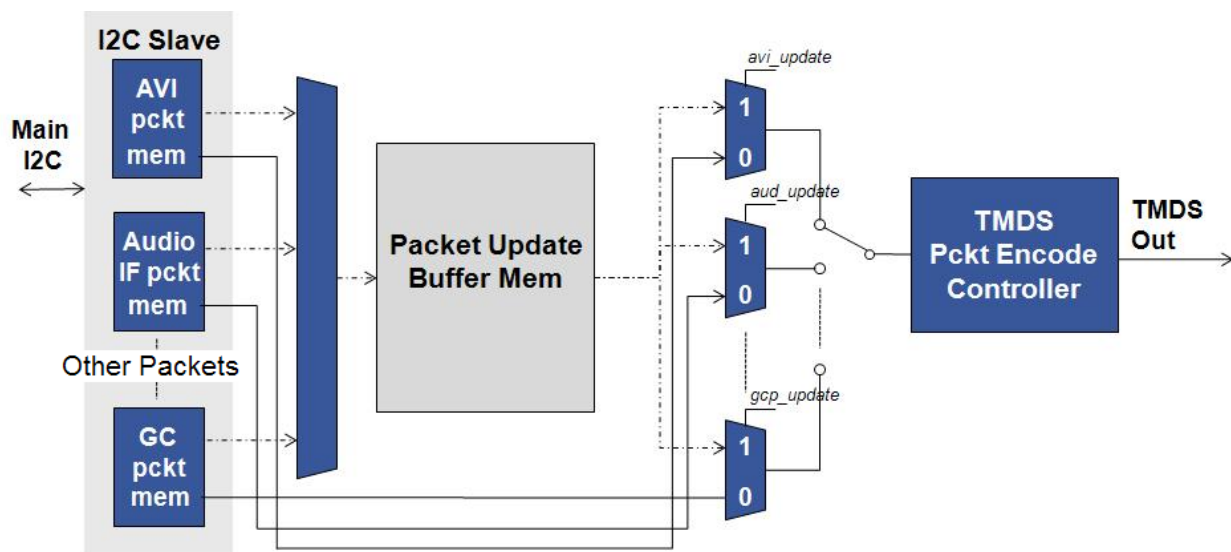 I2C Slave
Main
I2C
AVI
pckt
mem
Audio
IF pckt
mem
Other Packets
GC
pckt
mem
Packet Update
Buffer Mem
avi_update
1
0
aud_update
1
0
gcp_update
1
0
TMDS
Pckt Encode
Controller
TMDS
Out